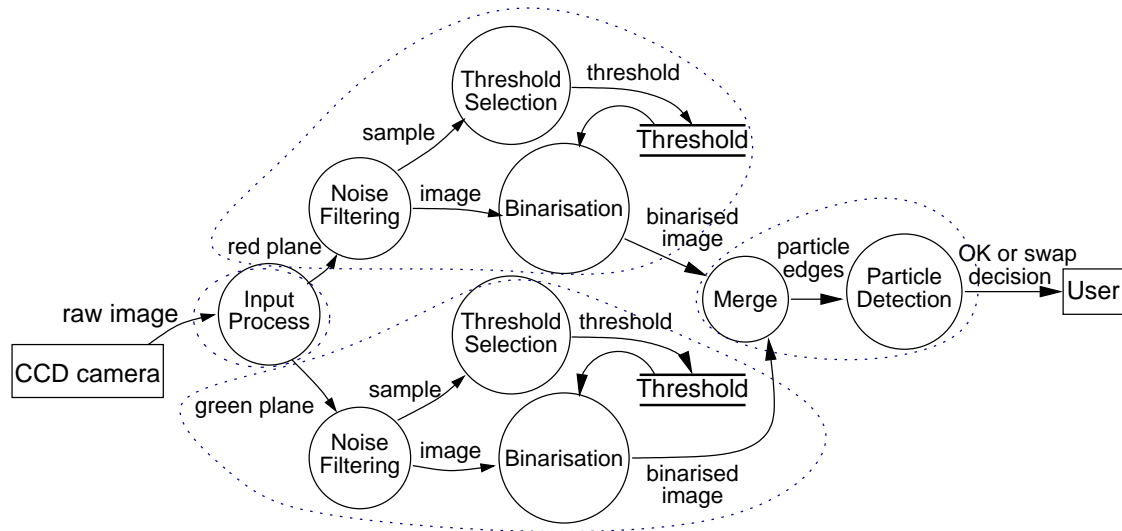 Threshold
Selection
threshold
Threshold
sample
Noise
Filtering
image
Binarisation
binarised
image
red plane
particle
edges
OK or swap
decision
Input
Process
raw image
CCD camera
Merge
Particle
Detection
User
green plane
Threshold
Selection
threshold
Threshold
sample
Noise
Filtering
image
Binarisation
binarised
image